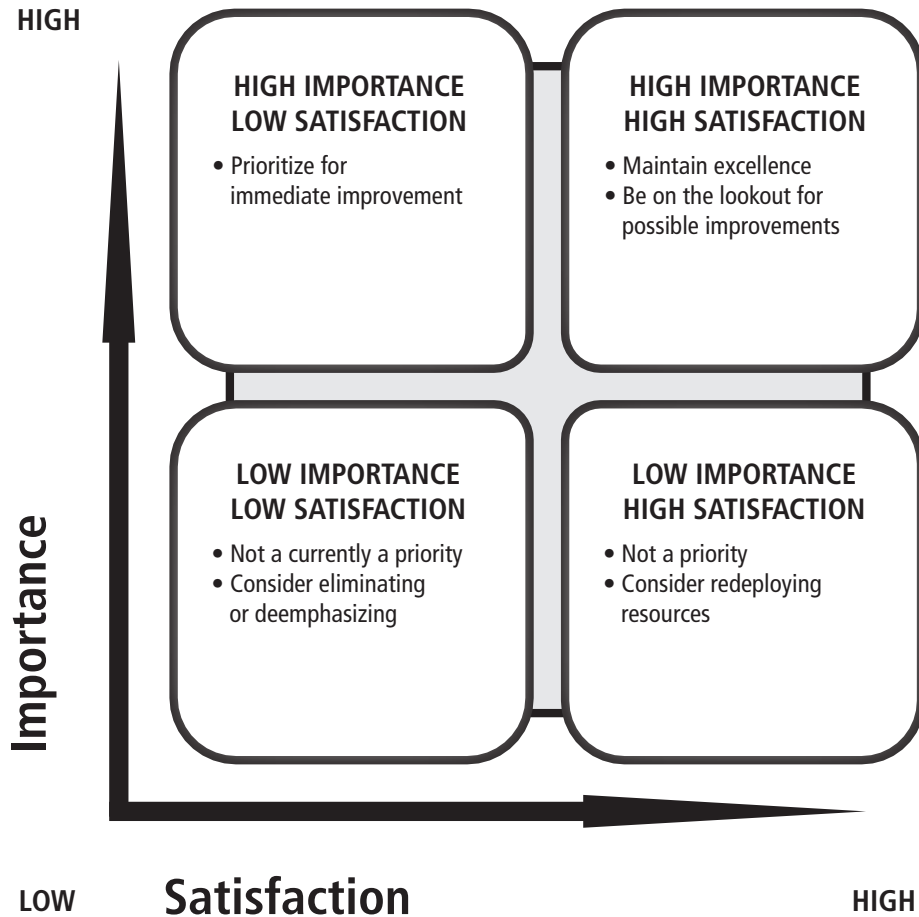 HIGH
HIGH IMPORTANCE
LOW SATISFACTION
• Prioritize for
immediate improvement
HIGH IMPORTANCE
HIGH SATISFACTION
• Maintain excellence
• Be on the lookout for
possible improvements
LOW IMPORTANCE
LOW SATISFACTION
• Not a currently a priority
• Consider eliminating
or deemphasizing
LOW IMPORTANCE
HIGH SATISFACTION
• Not a priority
• Consider redeploying
resources
Importance
LOW
Satisfaction
HIGH